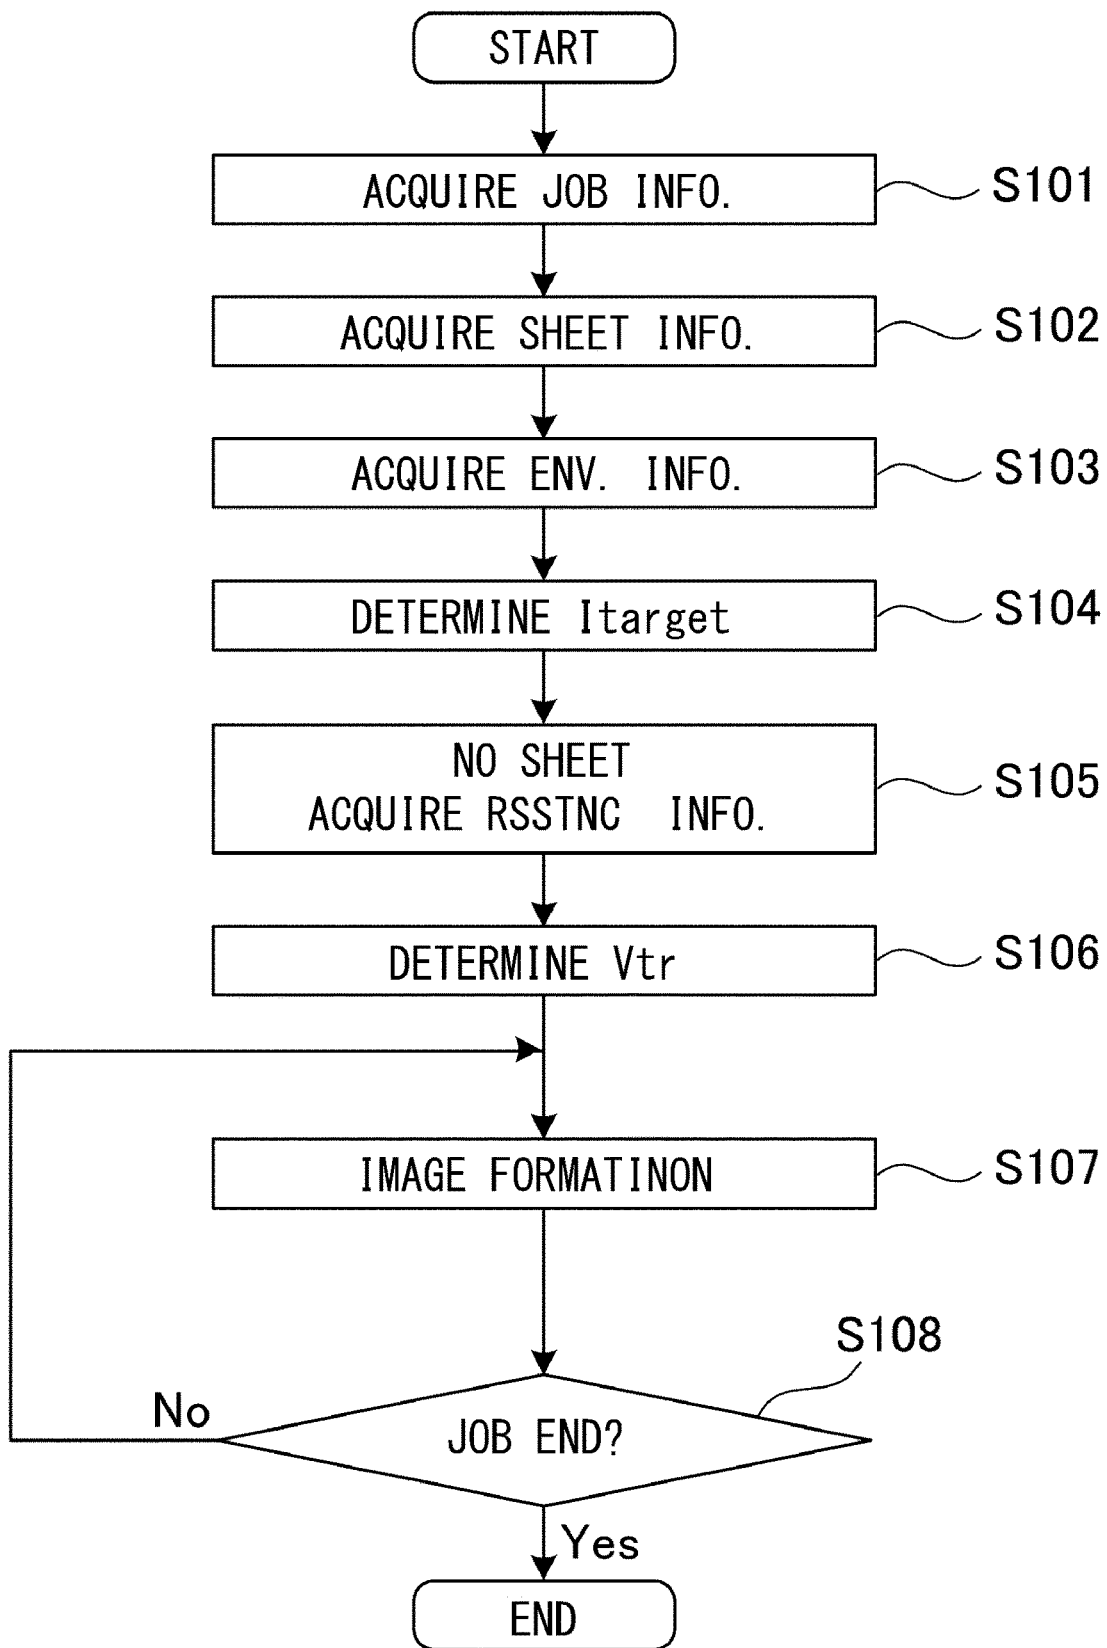 START
ACQUIRE JOB INFO.
S101
ACQUIRE SHEET INFO.
S102
ACQUIRE ENV. INFO.
S103
DETERMINE Itarget
S104
NO SHEET
ACQUIRE RSSTNC INFO.
S105
DETERMINE Vtr
S106
IMAGE FORMATINON
S107
S108
No
JOB END?
Yes
END